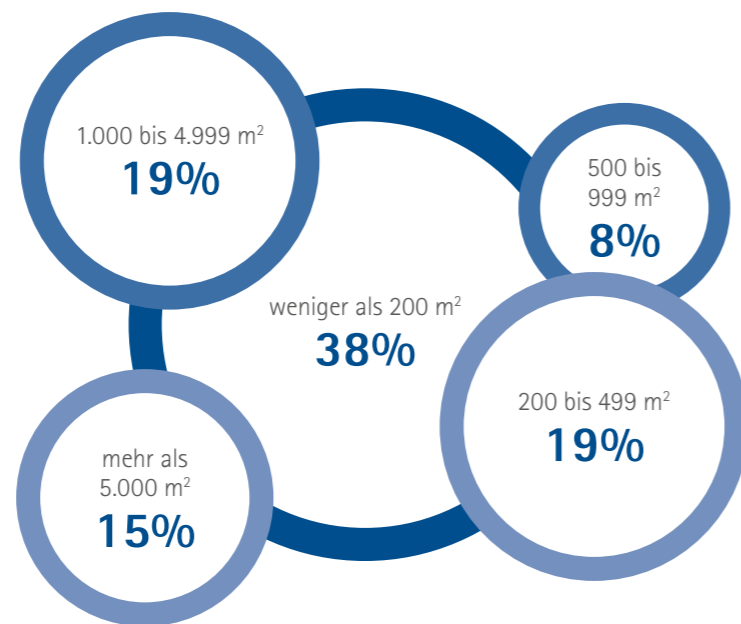 1.000 bis 4.999 m²
19%
500 bis
999 m²
8%
weniger als 200 m²
38%
200 bis 499 m²
19%
mehr als
5.000 m²
15%